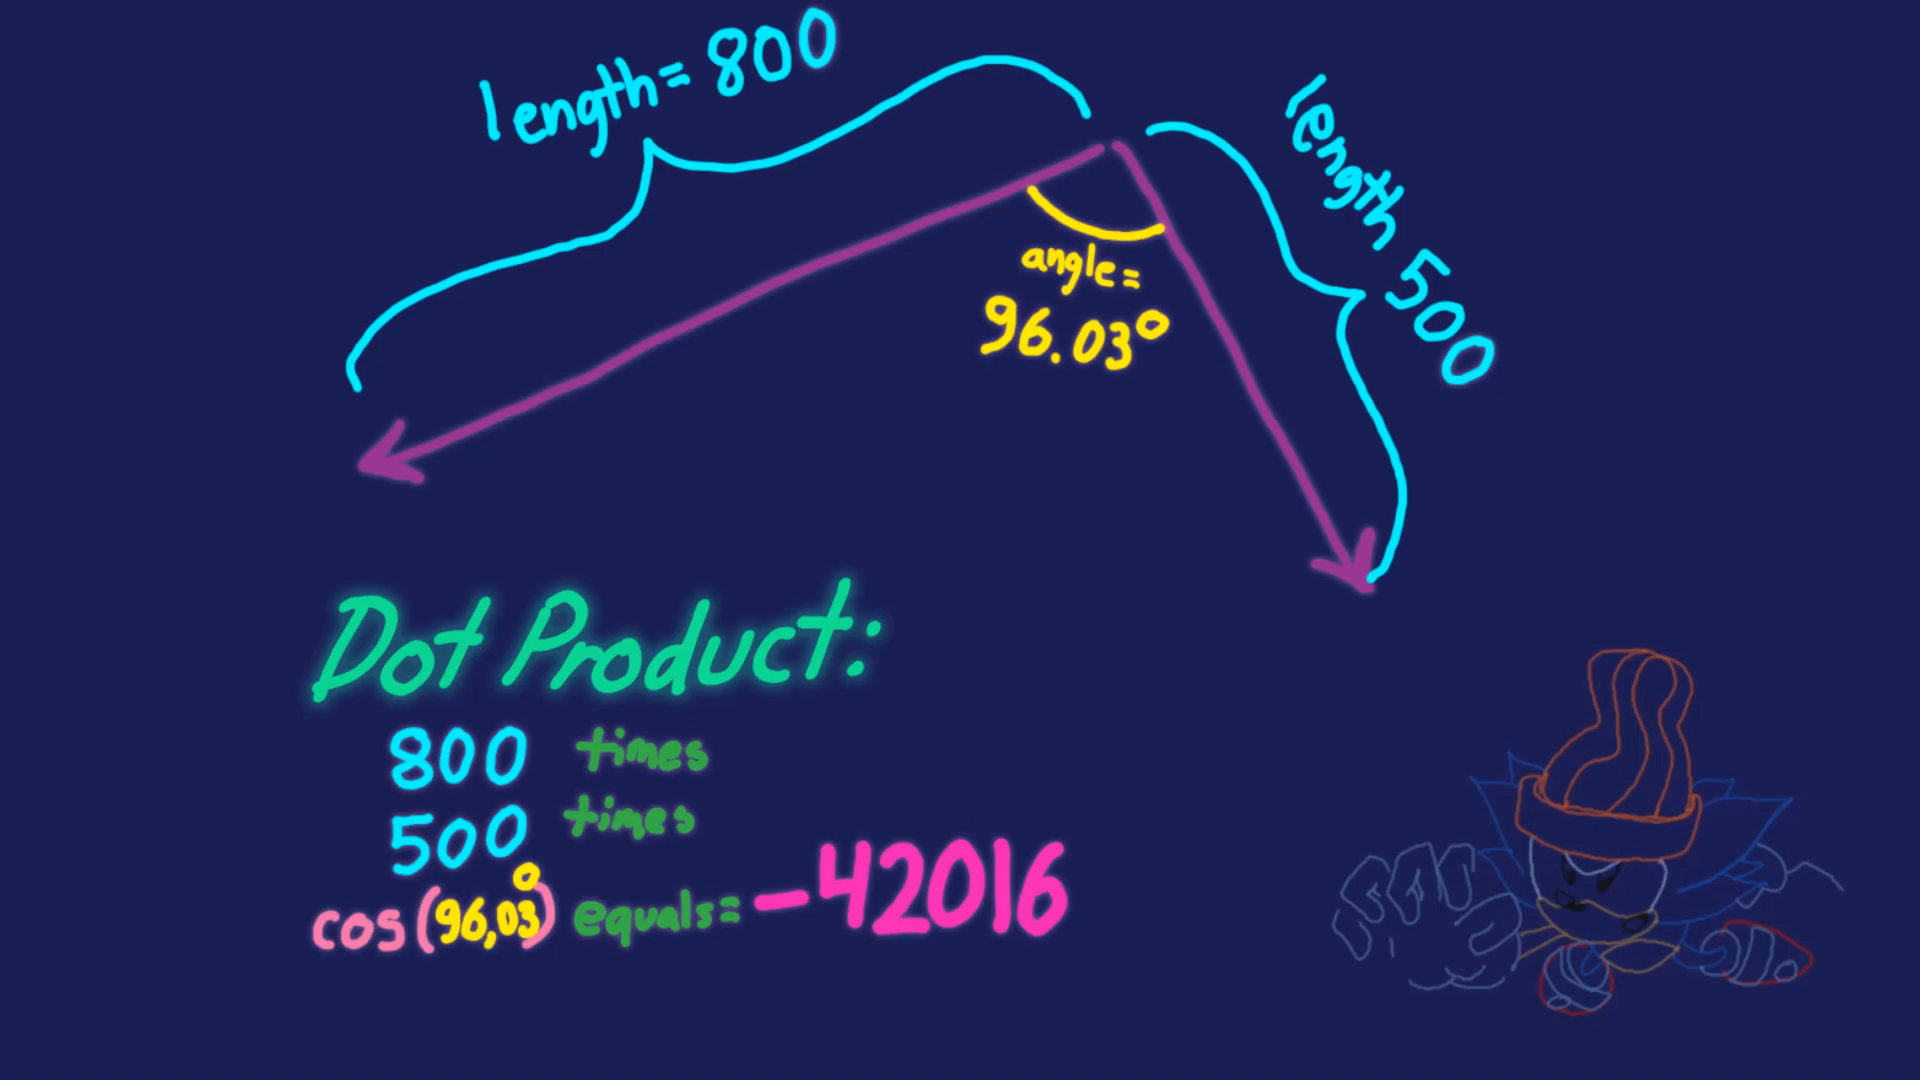 length= 800
length 500
angle=
96.03°
Dot Product:
800 times
500 times
cos(96,03°) equals= -42016